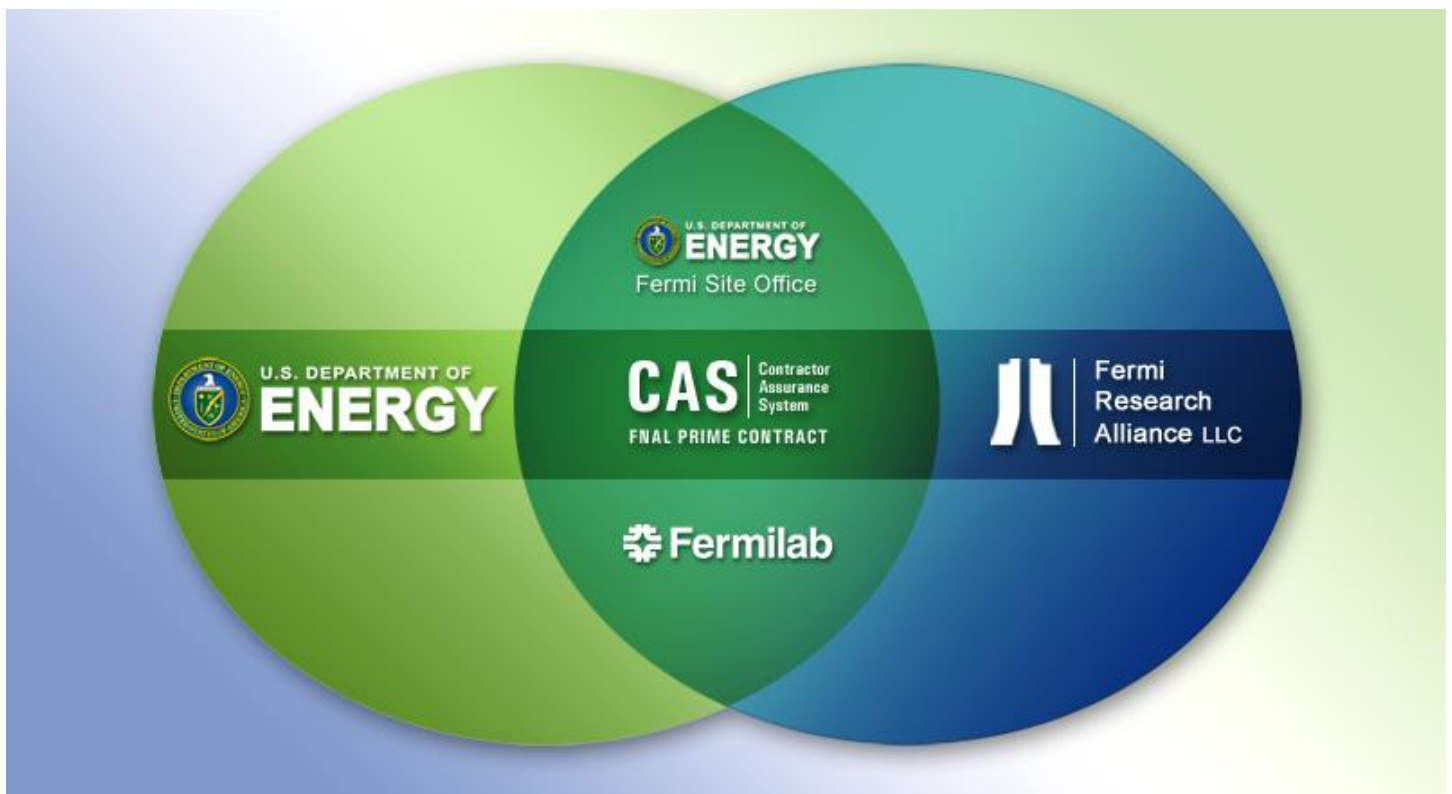 U.S. DEPARTMENT OF
ENERGY
Fermi Site Office
U.S. DEPARTMENT OF
ENERGY
CAS
Contractor
Assurance
System
FNAL PRIME CONTRACT
Fermi
Research
Alliance LLC
Fermilab